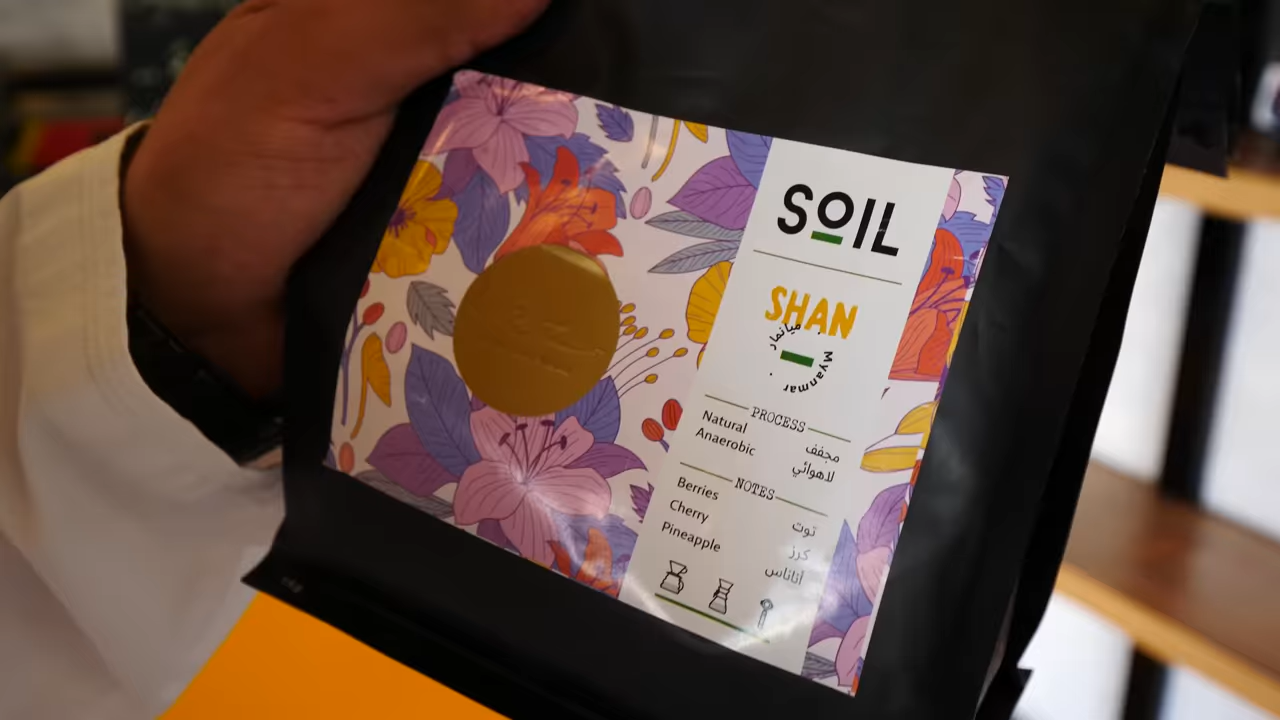 SOIL
SHAN
ميانمار
Myanmar
PROCESS
Natural
Anaerobic
مجفف
لاهوائي
NOTES
Berries
Cherry
Pineapple
توت
كرز
أناناس